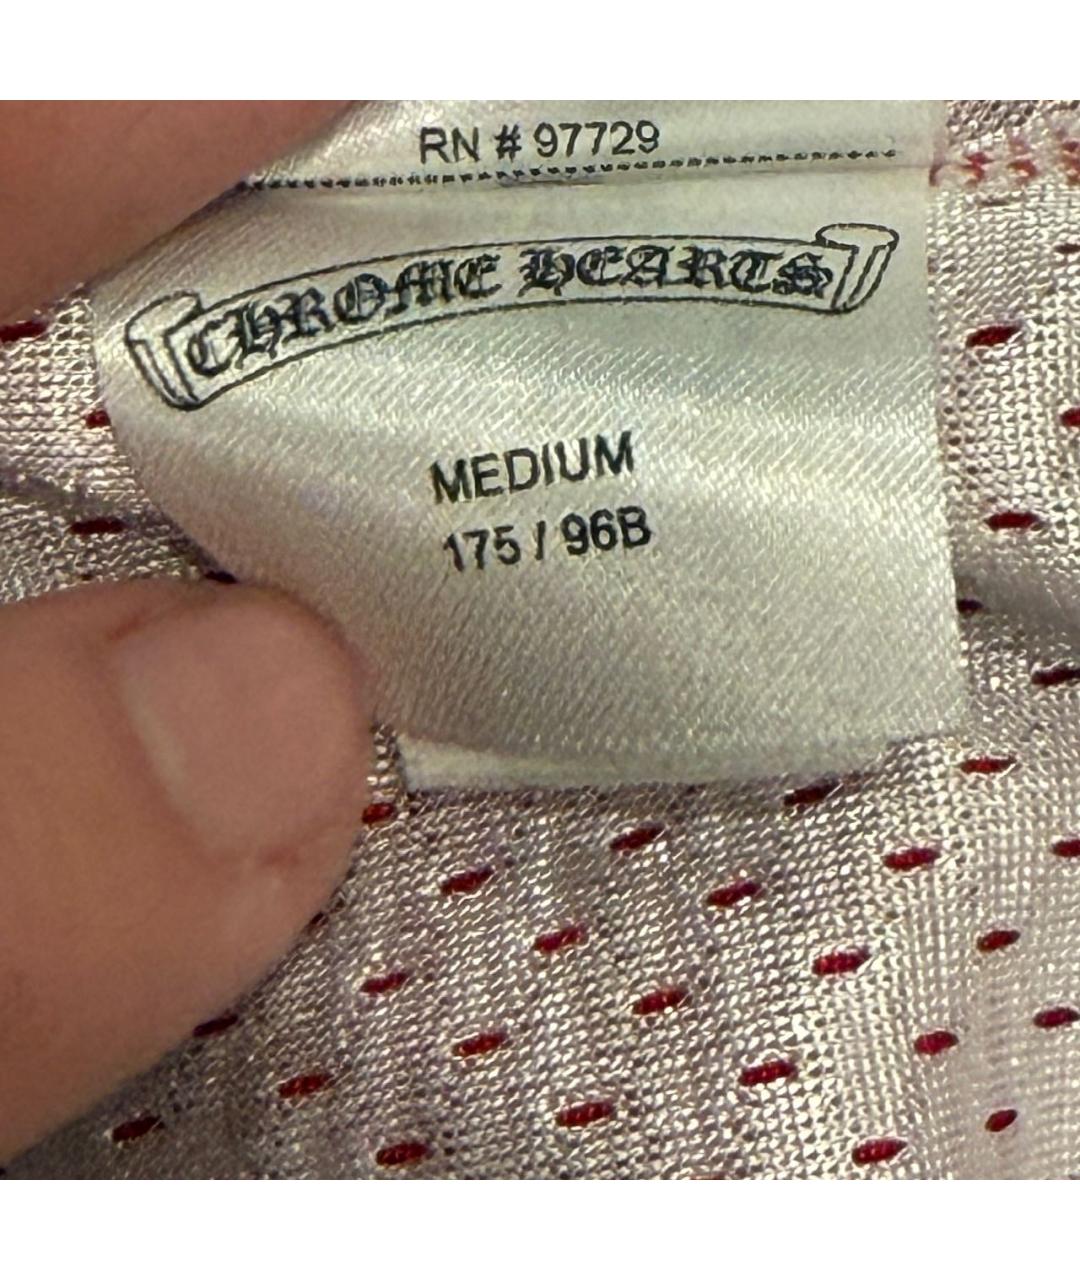 RN # 97729
CHROME HEARTS
MEDIUM
175 / 96B